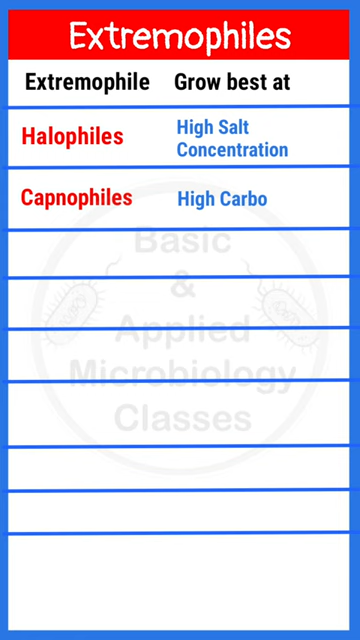 Extremophiles
Extremophile Grow best at
Halophiles High Salt
Concentration
Capnophiles High Carbo
Basic
&
Applied
Microbiology
Classes